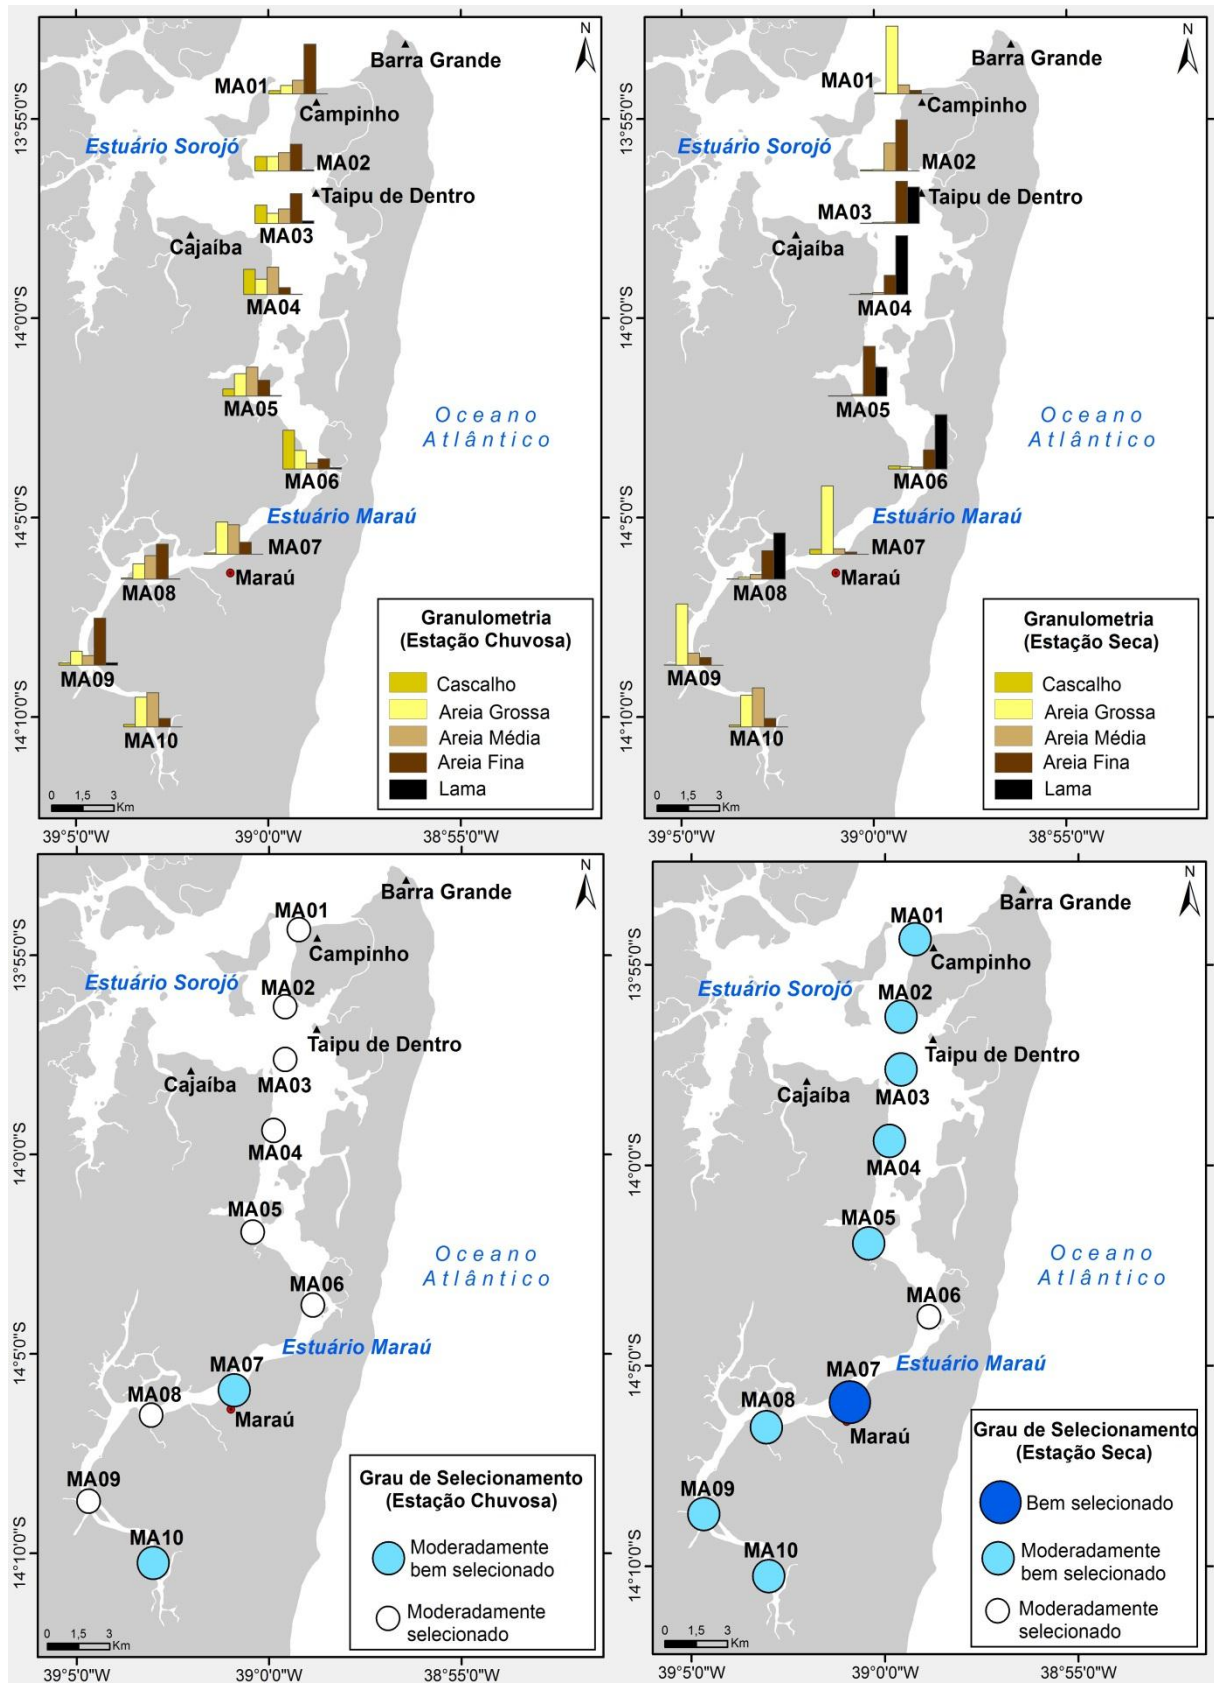 N
Barra Grande
MA01
Campinho
13°55'0"S
Estuário Sorojó
MA02
Taipu de Dentro
MA03
Cajaíba
MA04
14°0'0"S
MA05
Oceano
Atlântico
MA06
14°5'0"S
Estuário Maraú
MA07
MA08
Maraú
Granulometria
(Estação Chuvosa)
MA09
Cascalho
Areia Grossa
14°10'0"S
MA10
Areia Média
Areia Fina
Lama
0 1,5 3
Km
39°5'0"W 39°0'0"W 38°55'0"W
N
Barra Grande
MA01
Campinho
13°55'0"S
Estuário Sorojó
MA02
Taipu de Dentro
MA03
Cajaíba
MA04
14°0'0"S
MA05
Oceano
Atlântico
MA06
14°5'0"S
Estuário Maraú
MA07
MA08
Maraú
Granulometria
(Estação Seca)
MA09
Cascalho
Areia Grossa
14°10'0"S
MA10
Areia Média
Areia Fina
Lama
0 1,5 3
Km
39°5'0"W 39°0'0"W 38°55'0"W
N
Barra Grande
MA01
Campinho
13°55'0"S
Estuário Sorojó
MA02
Taipu de Dentro
MA03
Cajaíba
MA04
14°0'0"S
MA05
Oceano
Atlântico
MA06
Estuário Maraú
14°5'0"S
MA07
MA08
Maraú
Grau de Selecionamento
(Estação Chuvosa)
MA09
MA10
14°10'0"S
Moderadamente
bem selecionado
Moderadamente
selecionado
0 1,5 3
Km
39°5'0"W 39°0'0"W 38°55'0"W
N
Barra Grande
MA01
Campinho
13°55'0"S
Estuário Sorojó
MA02
Taipu de Dentro
MA03
Cajaíba
MA04
14°0'0"S
MA05
Oceano
Atlântico
MA06
Estuário Maraú
14°5'0"S
MA07
MA08
Maraú
Grau de Selecionamento
(Estação Seca)
MA09
Bem selecionado
MA10
14°10'0"S
Moderadamente
bem selecionado
Moderadamente
selecionado
0 1,5 3
Km
39°5'0"W 39°0'0"W 38°55'0"W